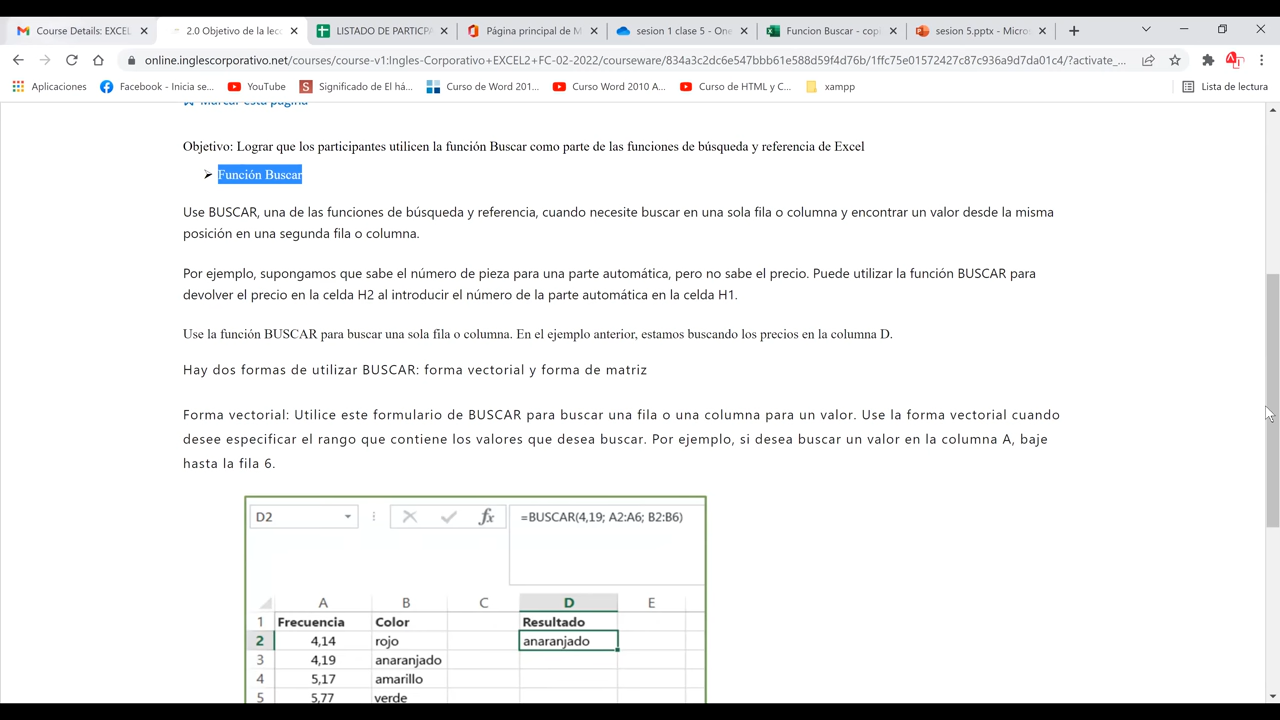 Course Details: EXCEL
2.0 Objetivo de la lecc
LISTADO DE PARTICPA
Página principal de M
sesion 1 clase 5 - One
Funcion Buscar - copi
sesion 5.pptx - Micros
online.inglescorporativo.net/courses/course-v1:Ingles-Corporativo+EXCEL2+TC-02-2022/courseware/834a3c2dc6e547bbb61e588d59f4d76b/1ffc75e01572427c87c936a9d7da01c4/?activate_...
Aplicaciones
Facebook - Inicia se...
YouTube
Significado de El há...
Curso de Word 201...
Curso Word 2010 A...
Curso de HTML y C...
xampp
Lista de lectura
Marcar esta página
Objetivo: Lograr que los participantes utilicen la función Buscar como parte de las funciones de búsqueda y referencia de Excel
➢ Función Buscar
Use BUSCAR, una de las funciones de búsqueda y referencia, cuando necesite buscar en una sola fila o columna y encontrar un valor desde la misma
posición en una segunda fila o columna.
Por ejemplo, supongamos que sabe el número de pieza para una parte automática, pero no sabe el precio. Puede utilizar la función BUSCAR para
devolver el precio en la celda H2 al introducir el número de la parte automática en la celda H1.
Use la función BUSCAR para buscar una sola fila o columna. En el ejemplo anterior, estamos buscando los precios en la columna D.
Hay dos formas de utilizar BUSCAR: forma vectorial y forma de matriz
Forma vectorial: Utilice este formulario de BUSCAR para buscar una fila o una columna para un valor. Use la forma vectorial cuando
desee especificar el rango que contiene los valores que desea buscar. Por ejemplo, si desea buscar un valor en la columna A, baje
hasta la fila 6.
D2 fx =BUSCAR(4,19; A2:A6; B2:B6)
A B C D E
1 Frecuencia Color Resultado
2 4,14 rojo anaranjado
3 4,19 anaranjado
4 5,17 amarillo
5 5,77 verde